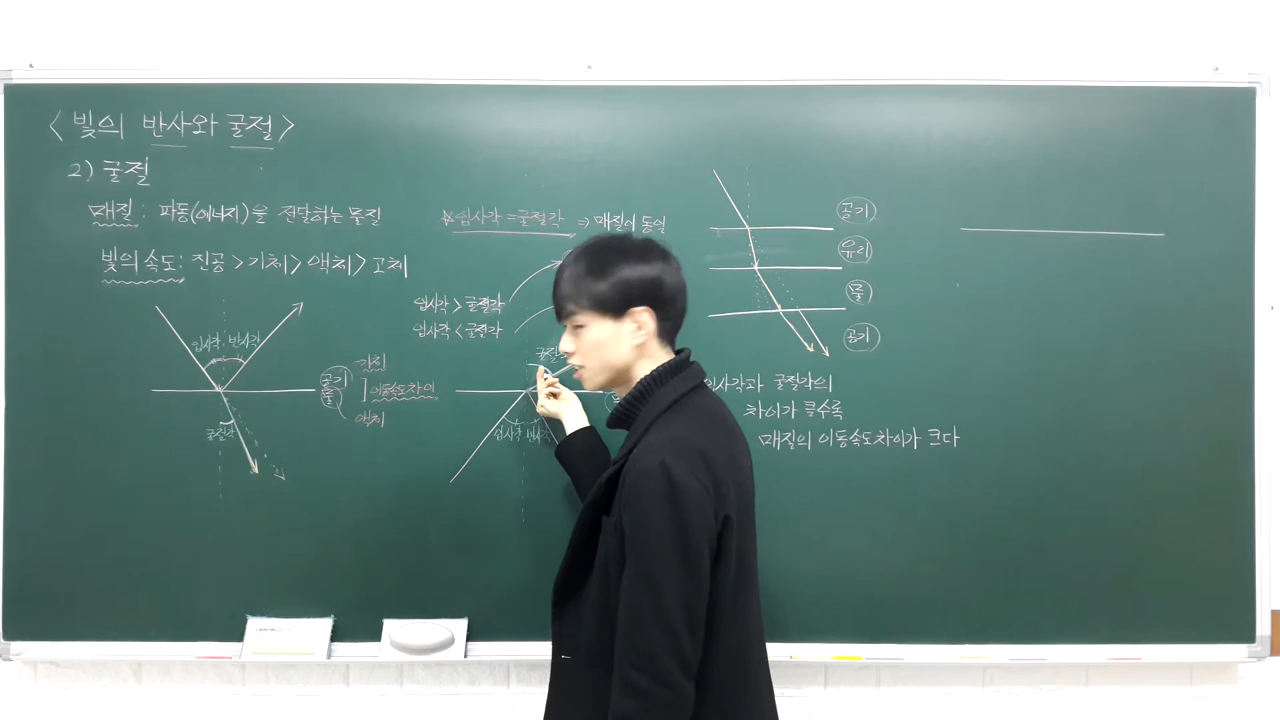 <빛의 반사와 굴절>
2) 굴절
매질 : 파동(에너지)을 전달하는 물질
빛의 속도 : 진공 > 기체 > 액체 > 고체
입사각 반사각
굴절각
공기
물
기체
이동속도차이
액체
☆입사각 = 굴절각 => 매질이 동일
입사각 > 굴절각
입사각 < 굴절각
입사각 반사각
공기
유리
물
공기
입사각과 굴절각의
차이가 클수록
매질의 이동속도차이가 크다